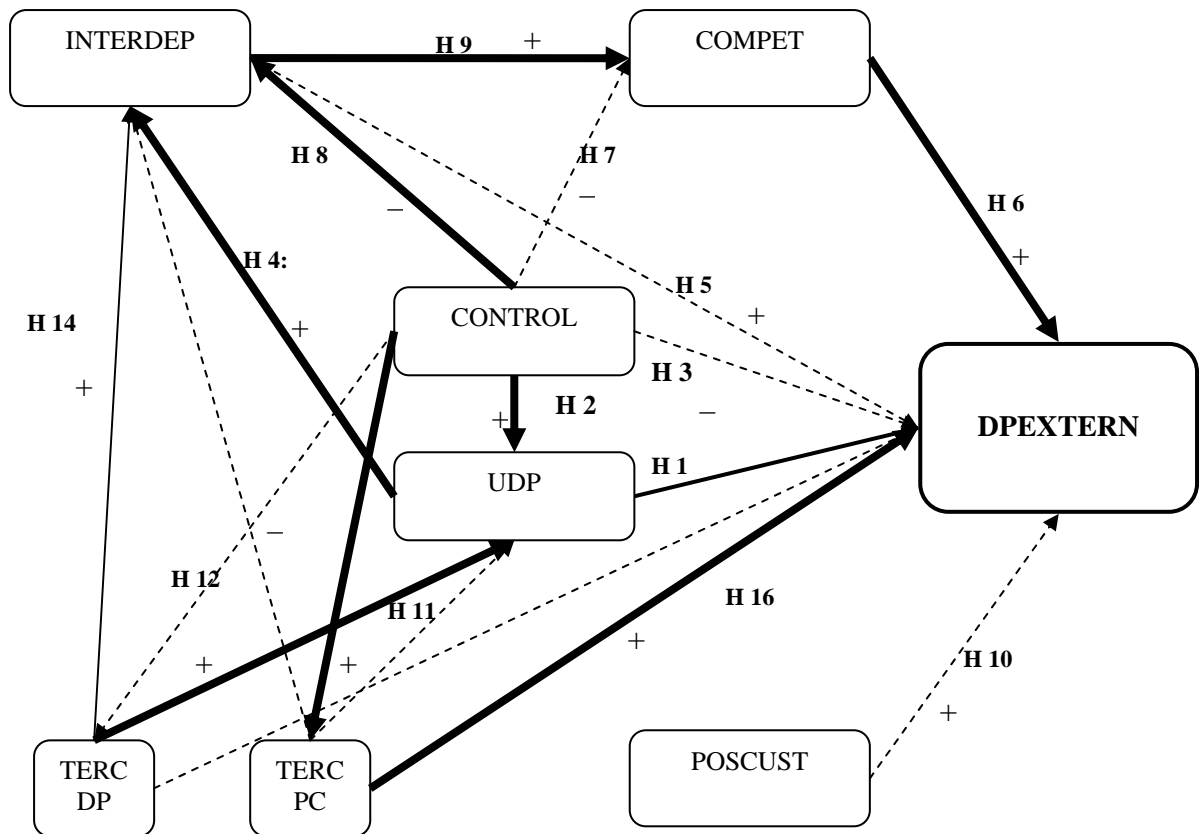 INTERDEP
H 9
+
COMPET
H 8
H 7
−
−
H 6
+
H 4:
+
H 5
+
H 14
+
CONTROL
H 3
−
H 2
+
DPEXTERN
UDP
H 1
−
H 12
H 11
+
+
H 16
+
H 10
+
TERC
DP
TERC
PC
POSCUST